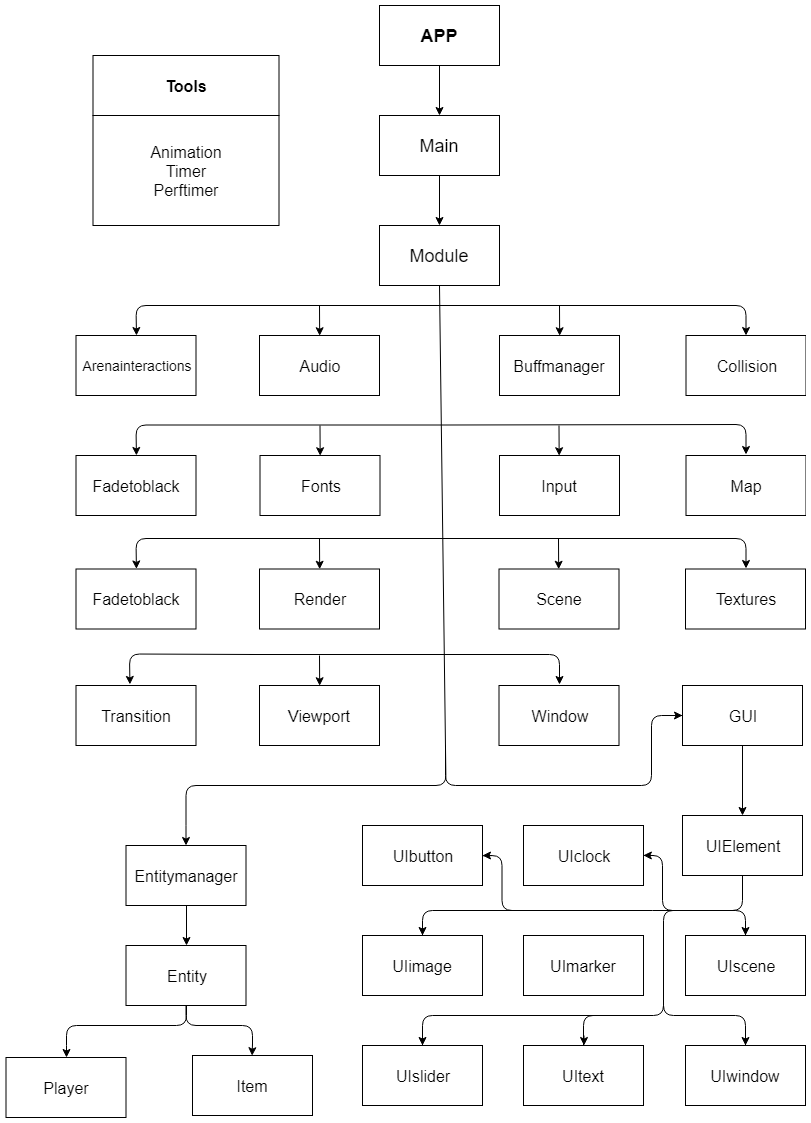 APP
Tools
Animation
Timer
Perftimer
Main
Module
Arenainteractions
Audio
Buffmanager
Collision
Fadetoblack
Fonts
Input
Map
Fadetoblack
Render
Scene
Textures
Transition
Viewport
Window
GUI
UIbutton
UIclock
UIElement
Entitymanager
UIimage
UImarker
UIscene
Entity
UIslider
UItext
UIwindow
Player
Item